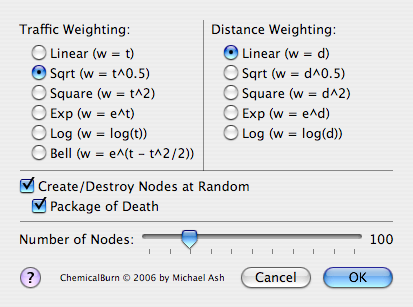 Traffic Weighting:
Linear (w = t)
Sqrt (w = t^0.5)
Square (w = t^2)
Exp (w = e^t)
Log (w = log(t))
Bell (w = e^(t − t^2/2))
Distance Weighting:
Linear (w = d)
Sqrt (w = d^0.5)
Square (w = d^2)
Exp (w = e^d)
Log (w = log(d))
Create/Destroy Nodes at Random
Package of Death
Number of Nodes: 100
? ChemicalBurn © 2006 by Michael Ash Cancel OK